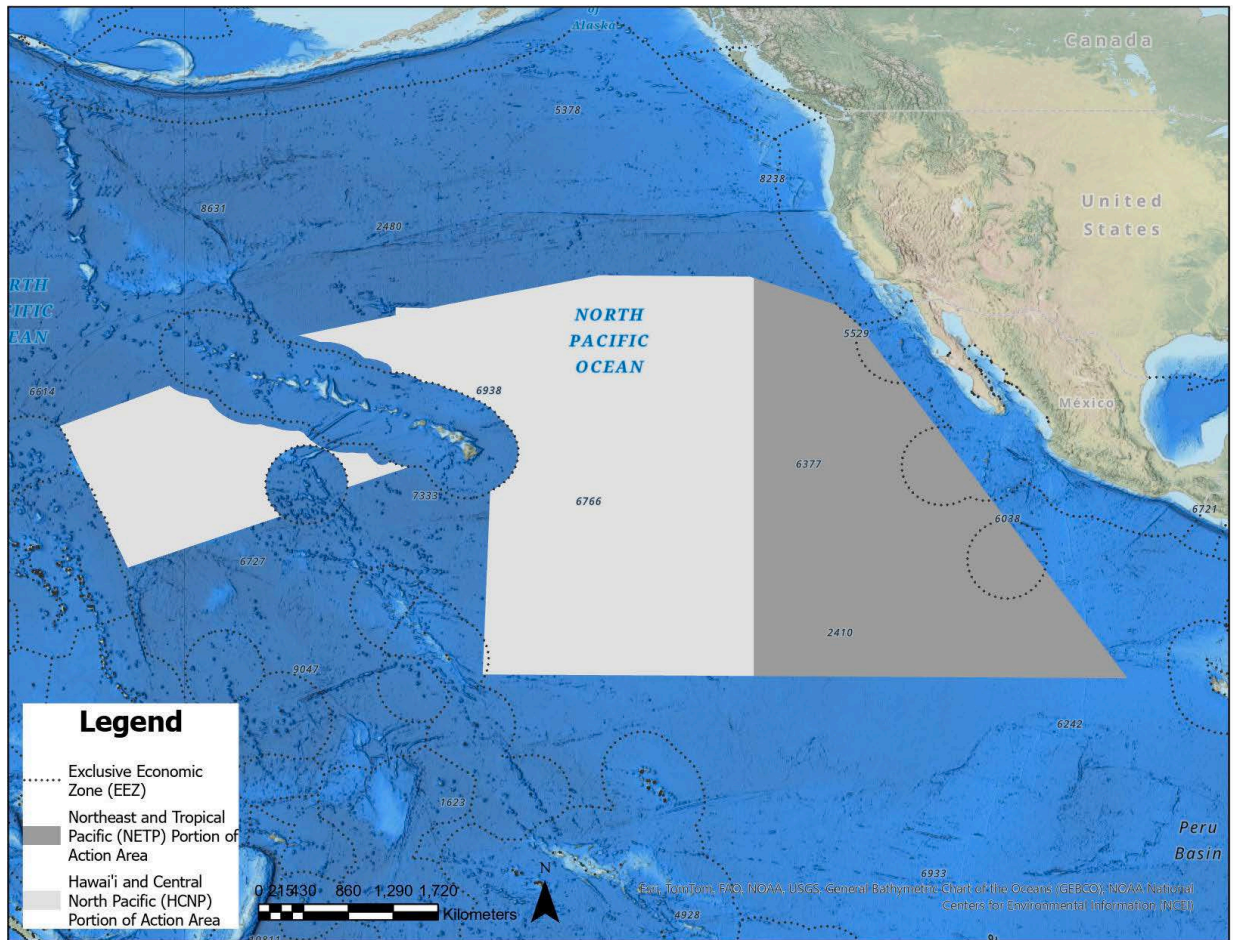 of
Alaska
Canada
5378
8238
United
States
8631
2480
RTH
IFIC
EAN
NORTH
PACIFIC
OCEAN
5529
6614
6938
México
6377
7333
6766
6721
6038
6727
2410
9047
6242
Legend
Exclusive Economic
Zone (EEZ)
Northeast and Tropical
Pacific (NETP) Portion of
Action Area
Hawai'i and Central
North Pacific (HCNP)
Portion of Action Area
1623
Peru
Basin
6933
N
0 215 430 860 1,290 1,720
Kilometers
4928
Esri, TomTom, FAO, NOAA, USGS, General Bathymetric Chart of the Oceans (GEBCO); NOAA National
Centers for Environmental Information (NCEI)